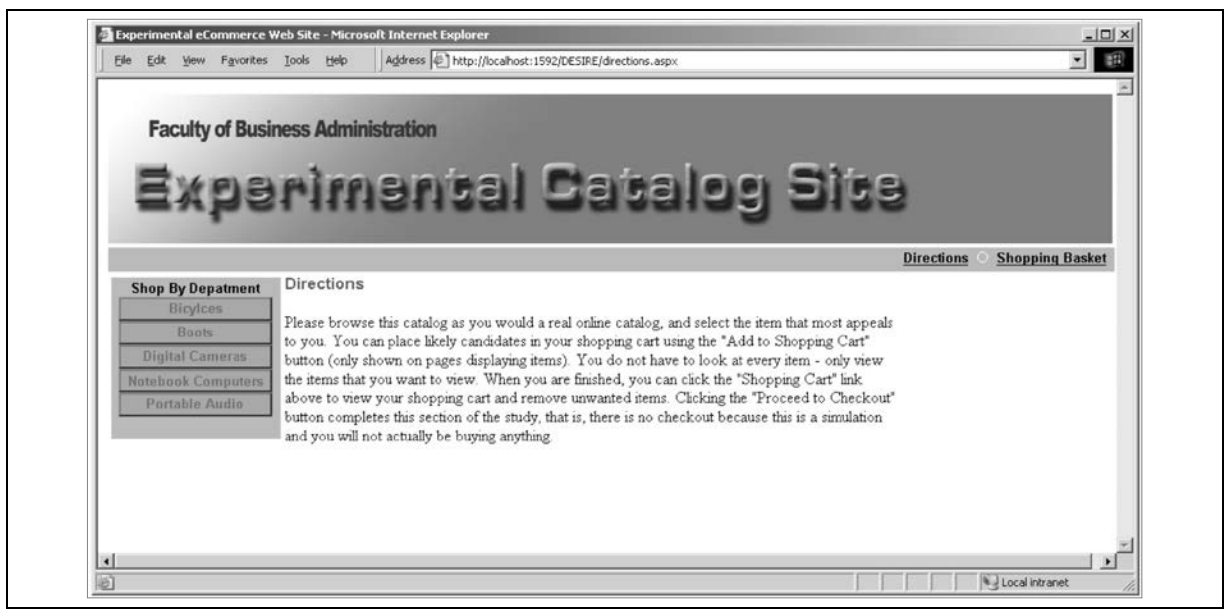 Experimental eCommerce Web Site - Microsoft Internet Explorer
File Edit View Favorites Tools Help Address http://localhost:1592/DESIRE/directions.aspx
Faculty of Business Administration
Experimental Catalog Site
Directions Shopping Basket
Shop By Depatment
Bicylces
Boots
Digital Cameras
Notebook Computers
Portable Audio
Directions
Please browse this catalog as you would a real online catalog, and select the item that most appeals
to you. You can place likely candidates in your shopping cart using the "Add to Shopping Cart"
button (only shown on pages displaying items). You do not have to look at every item - only view
the items that you want to view. When you are finished, you can click the "Shopping Cart" link
above to view your shopping cart and remove unwanted items. Clicking the "Proceed to Checkout"
button completes this section of the study, that is, there is no checkout because this is a simulation
and you will not actually be buying anything.
Local intranet